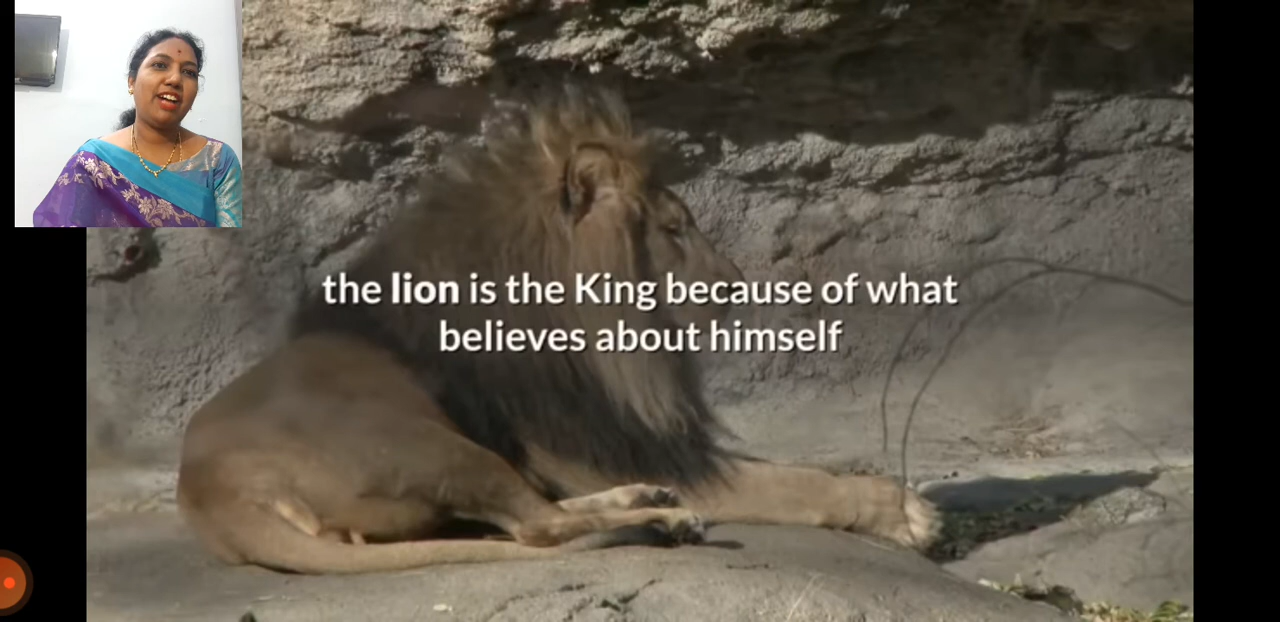 the lion is the King because of what
believes about himself